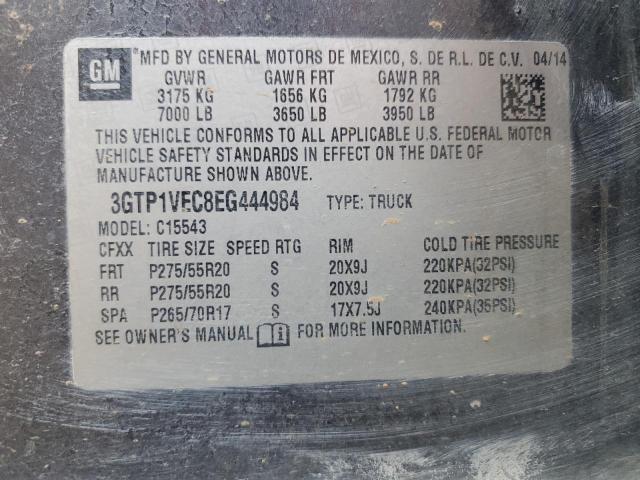 GM
*MFD BY GENERAL MOTORS DE MEXICO, S. DE R.L. DE C.V. 04/14
GVWR GAWR FRT GAWR RR
3175 KG 1656 KG 1792 KG
7000 LB 3650 LB 3950 LB
THIS VEHICLE CONFORMS TO ALL APPLICABLE U.S. FEDERAL MOTOR
VEHICLE SAFETY STANDARDS IN EFFECT ON THE DATE OF
MANUFACTURE SHOWN ABOVE.
3GTP1VEC8EG444984 TYPE: TRUCK
MODEL: C15543
CFXX TIRE SIZE SPEED RTG RIM COLD TIRE PRESSURE
FRT P275/55R20 S 20X9J 220KPA(32PSI)
RR P275/55R20 S 20X9J 220KPA(32PSI)
SPA P265/70R17 S 17X7.5J 240KPA(35PSI)
SEE OWNER'S MANUAL FOR MORE INFORMATION.